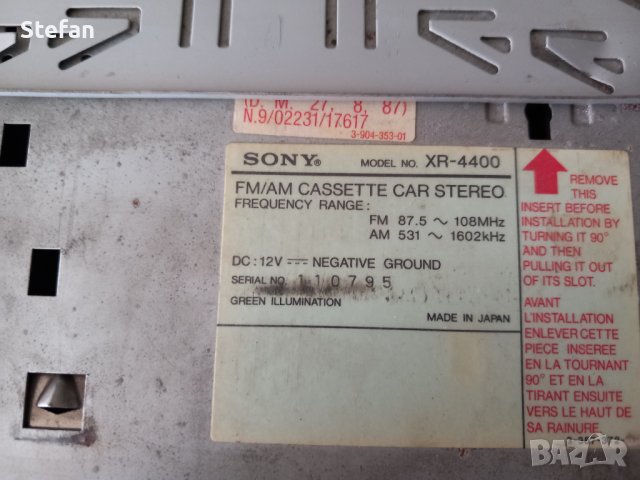 Stefan
(D. M. 27, 8, 87)
N.9/02231/17617
3-904-353-01
SONY® MODEL NO. XR-4400
FM/AM CASSETTE CAR STEREO
FREQUENCY RANGE:
FM 87.5 ~ 108MHz
AM 531 ~ 1602kHz
DC:12V ⎓ NEGATIVE GROUND
SERIAL NO. 110795
GREEN ILLUMINATION
MADE IN JAPAN
REMOVE
THIS
INSERT BEFORE
INSTALLATION BY
TURNING IT 90°
AND THEN
PULLING IT OUT
OF ITS SLOT.
AVANT
L'INSTALLATION
ENLEVER CETTE
PIECE INSEREE
EN LA TOURNANT
90° ET EN LA
TIRANT ENSUITE
VERS LE HAUT DE
SA RAINURE.
BAZAR